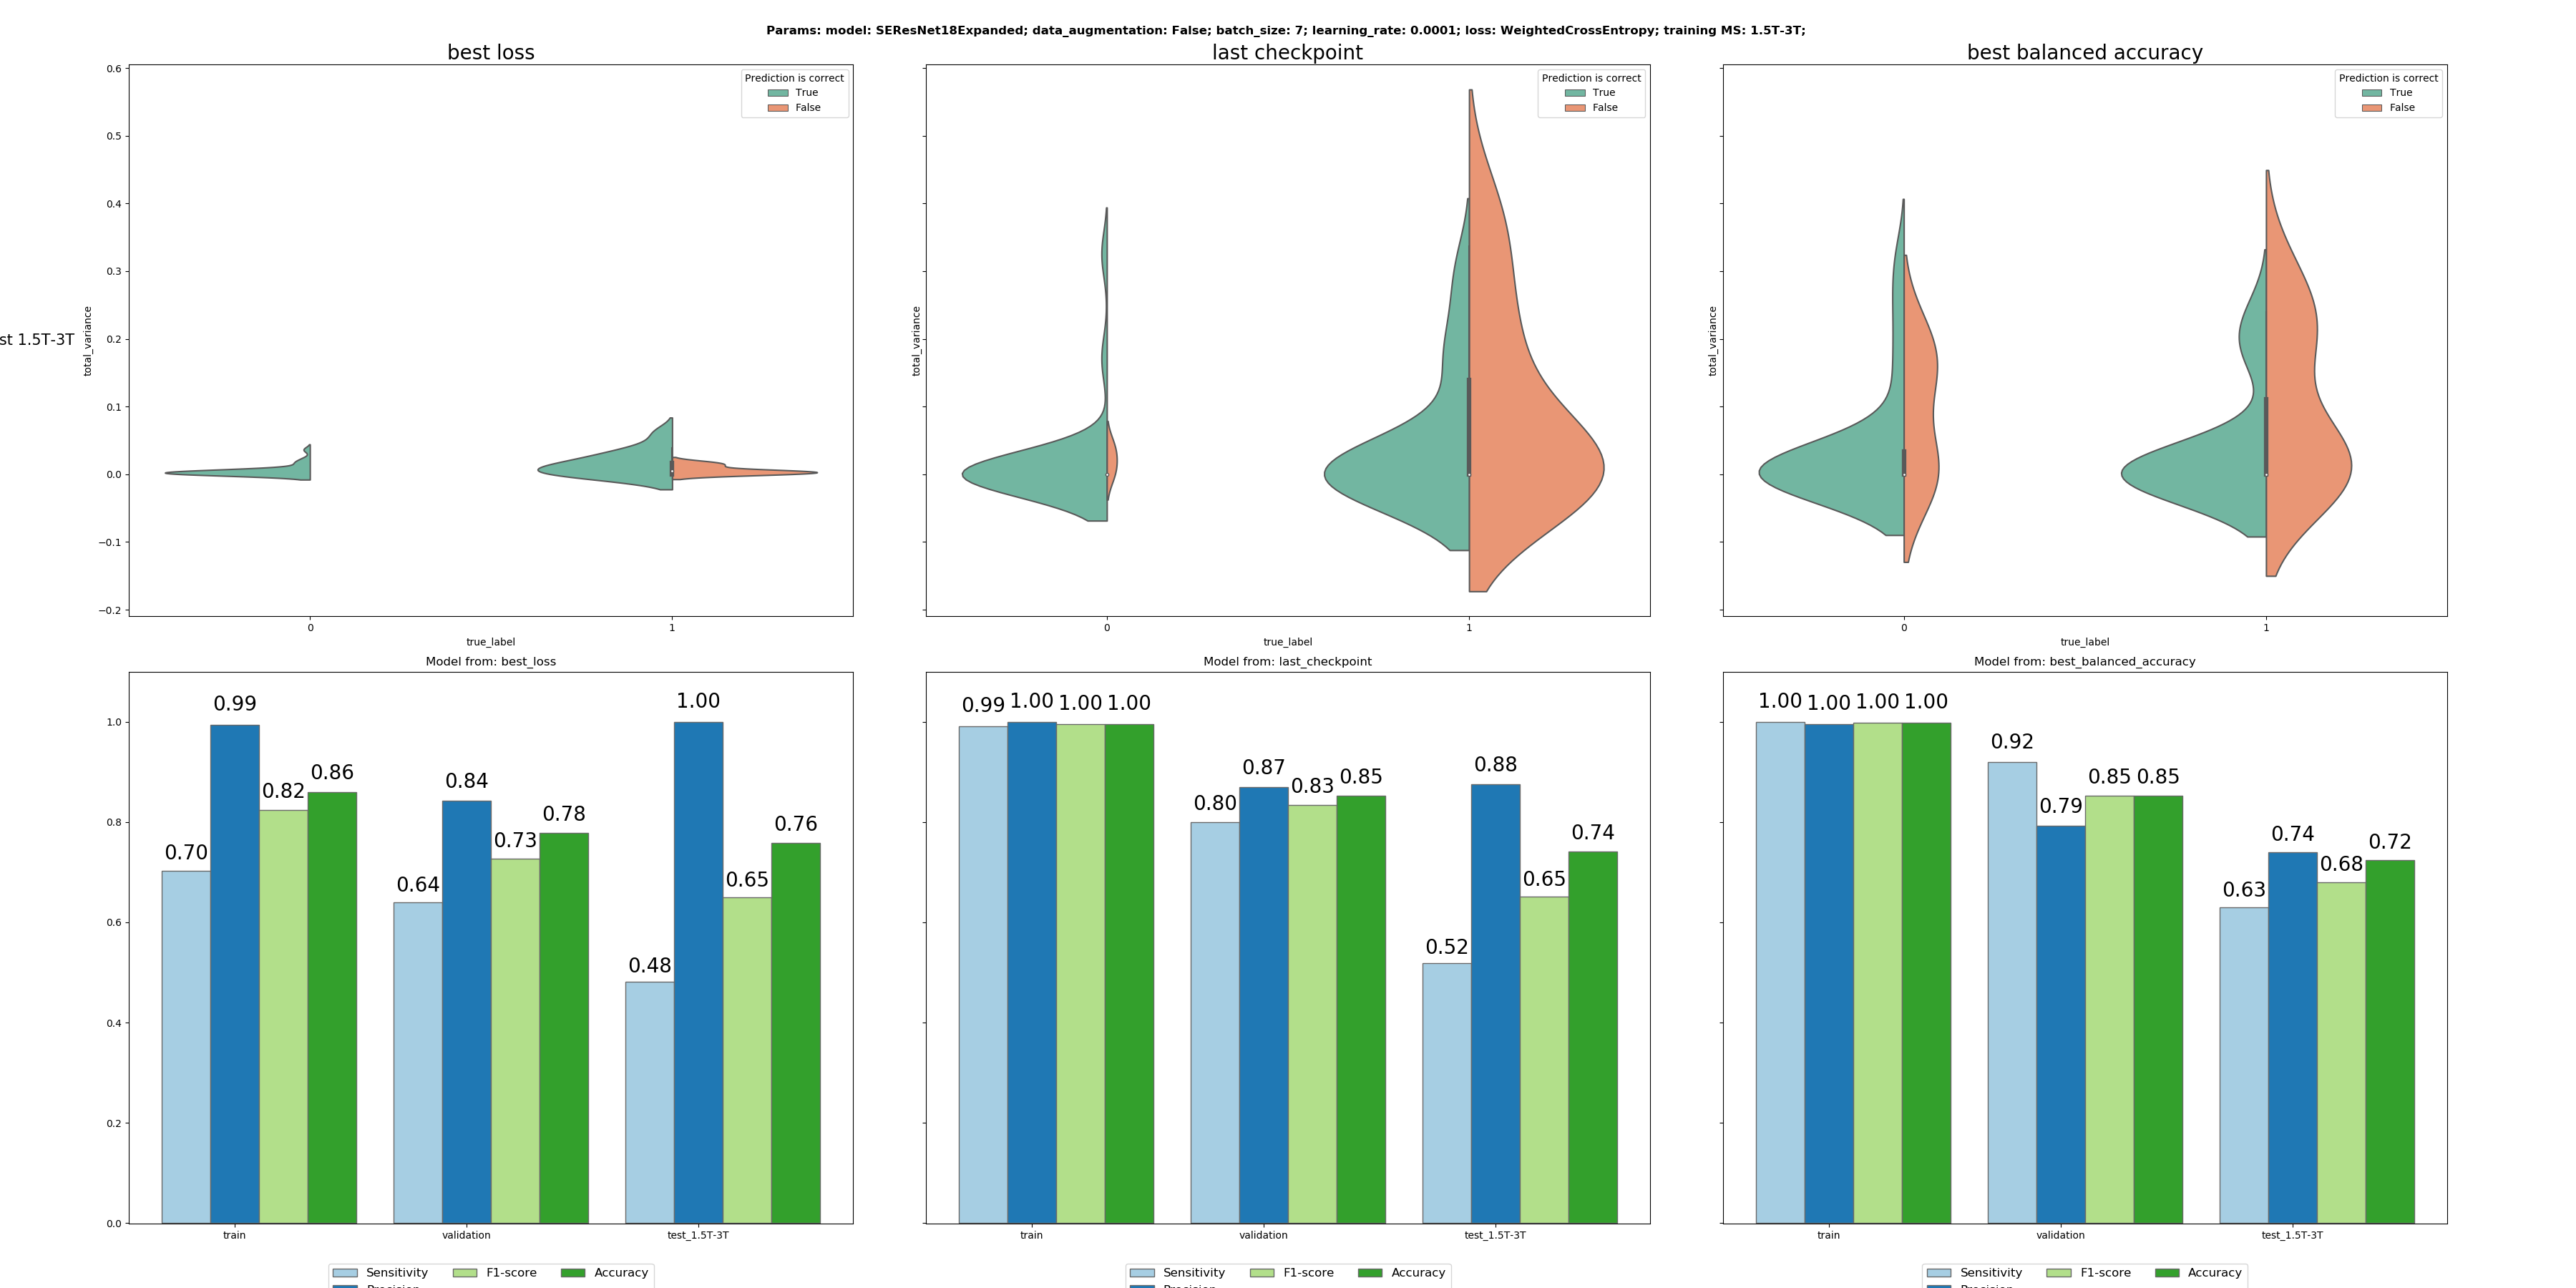 Params: model: SEResNet18Expanded; data_augmentation: False; batch_size: 7; learning_rate: 0.0001; loss: WeightedCrossEntropy; training MS: 1.5T-3T;
best loss
last checkpoint
best balanced accuracy
0.6
0.5
0.4
0.3
0.2
0.1
0.0
−0.1
−0.2
total_variance
st 1.5T-3T
Prediction is correct
True
False
0 1
true_label
total_variance
Prediction is correct
True
False
0 1
true_label
total_variance
Prediction is correct
True
False
0 1
true_label
Model from: best_loss
1.0
0.8
0.6
0.4
0.2
0.0
0.70 0.99 0.82 0.86
0.64 0.84 0.73 0.78
0.48 1.00 0.65 0.76
train validation test_1.5T-3T
Sensitivity F1-score Accuracy
Precision
Model from: last_checkpoint
0.99 1.00 1.00 1.00
0.80 0.87 0.83 0.85
0.52 0.88 0.65 0.74
train validation test_1.5T-3T
Sensitivity F1-score Accuracy
Precision
Model from: best_balanced_accuracy
1.00 1.00 1.00 1.00
0.92 0.79 0.85 0.85
0.63 0.74 0.68 0.72
train validation test_1.5T-3T
Sensitivity F1-score Accuracy
Precision